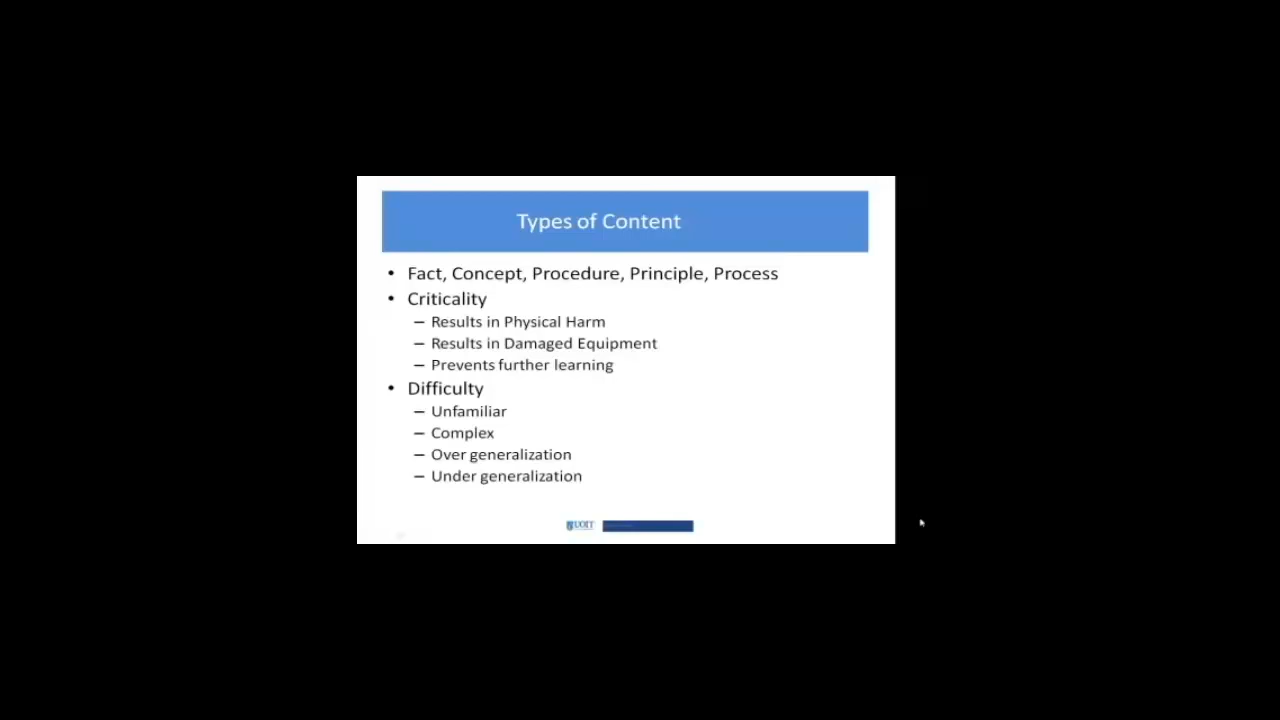 Types of Content
• Fact, Concept, Procedure, Principle, Process
• Criticality
– Results in Physical Harm
– Results in Damaged Equipment
– Prevents further learning
• Difficulty
– Unfamiliar
– Complex
– Over generalization
– Under generalization
UOIT